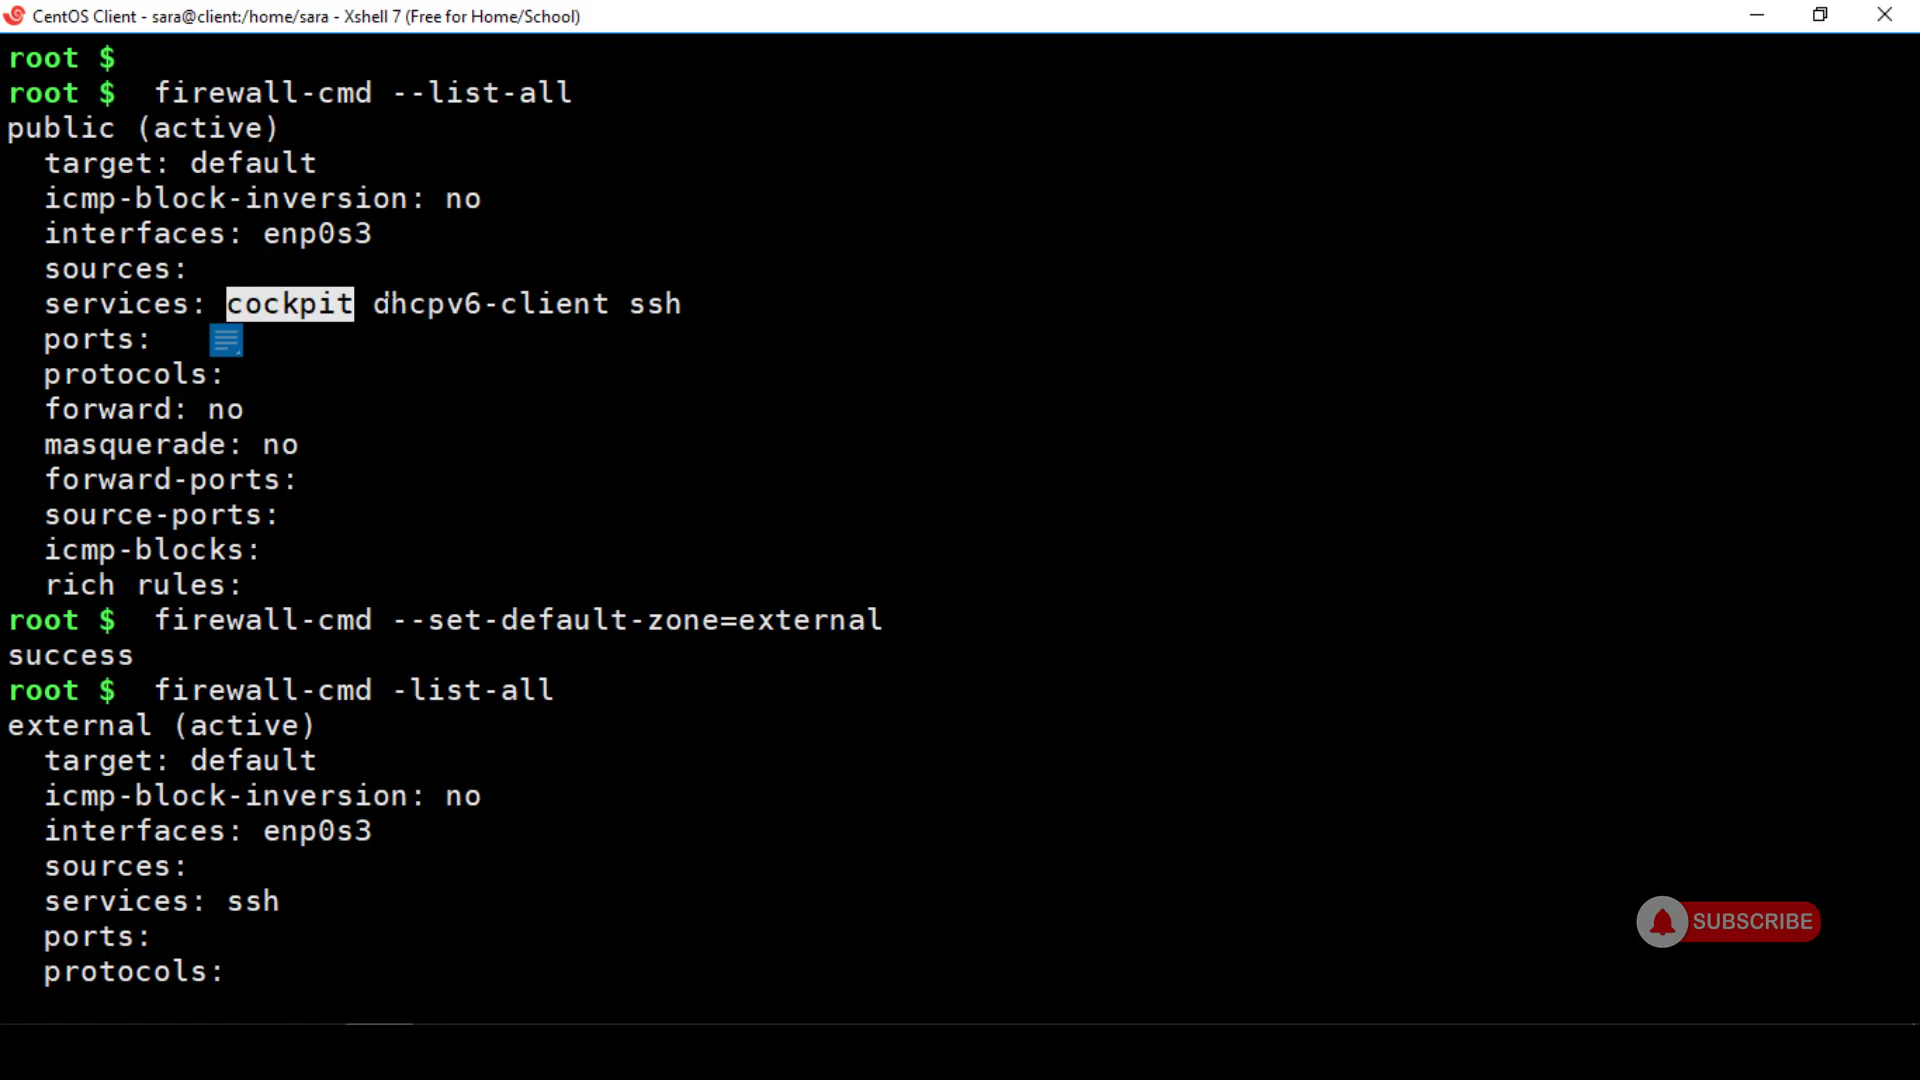 CentOS Client - sara@client:/home/sara - Xshell 7 (Free for Home/School)
root $
root $  firewall-cmd --list-all
public (active)
  target: default
  icmp-block-inversion: no
  interfaces: enp0s3
  sources:
  services: cockpit dhcpv6-client ssh
  ports:
  protocols:
  forward: no
  masquerade: no
  forward-ports:
  source-ports:
  icmp-blocks:
  rich rules:
root $  firewall-cmd --set-default-zone=external
success
root $  firewall-cmd -list-all
external (active)
  target: default
  icmp-block-inversion: no
  interfaces: enp0s3
  sources:
  services: ssh
  ports:
  protocols:
SUBSCRIBE